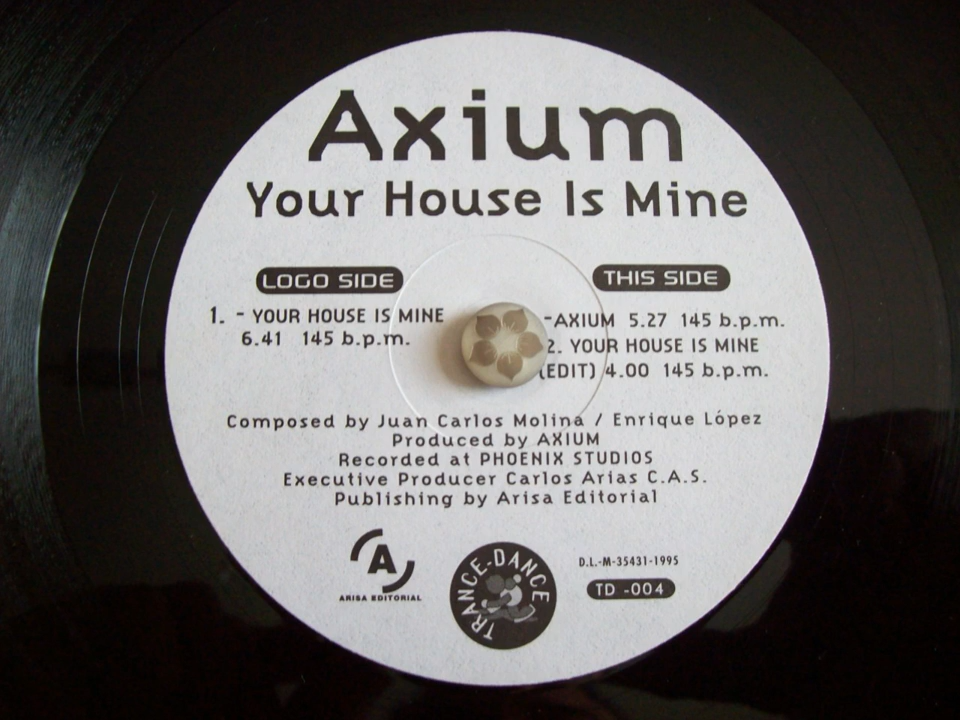 Axium
Your House Is Mine
LOGO SIDE
1. - YOUR HOUSE IS MINE
6.41 145 b.p.m.
THIS SIDE
-AXIUM 5.27 145 b.p.m.
2. YOUR HOUSE IS MINE
(EDIT) 4.00 145 b.p.m.
Composed by Juan Carlos Molina / Enrique López
Produced by AXIUM
Recorded at PHOENIX STUDIOS
Executive Producer Carlos Arias C.A.S.
Publishing by Arisa Editorial
A
ARISA EDITORIAL
TRANCE-DANCE
D.L.-M-35431-1995
TD -004